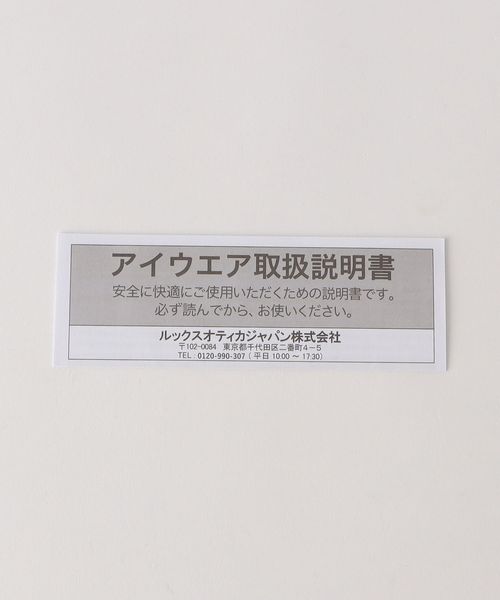 アイウエア取扱説明書
安全に快適にご使用いただくための説明書です。
必ず読んでから、お使いください。
ルックスオティカジャパン株式会社
〒102-0084 東京都千代田区二番町4-5
TEL : 0120-990-307 ( 平日 10:00 ~ 17:30)